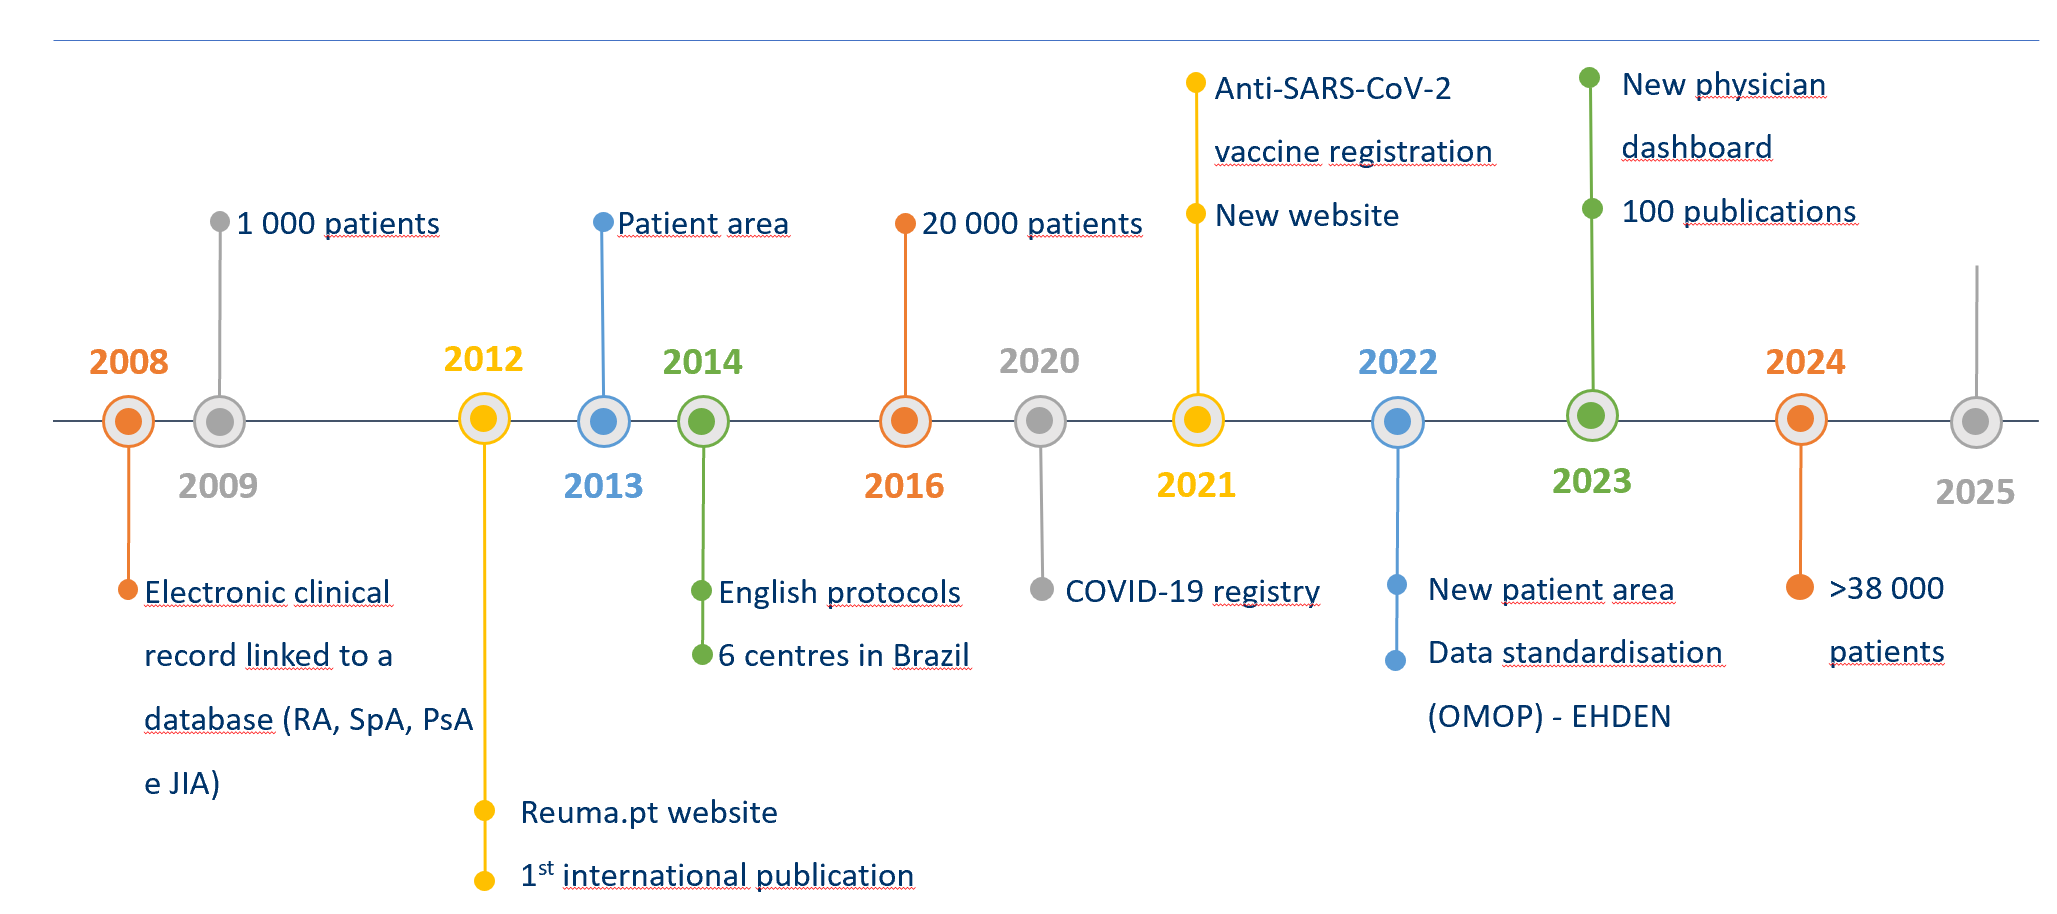 Anti-SARS-CoV-2
vaccine registration
New website
New physician
dashboard
100 publications
1 000 patients
Patient area
20 000 patients
2008
2009
2012
2013
2014
2016
2020
2021
2022
2023
2024
2025
Electronic clinical
record linked to a
database (RA, SpA, PsA
e JIA)
Reuma.pt website
1st international publication
English protocols
6 centres in Brazil
COVID-19 registry
New patient area
Data standardisation
(OMOP) - EHDEN
>38 000
patients